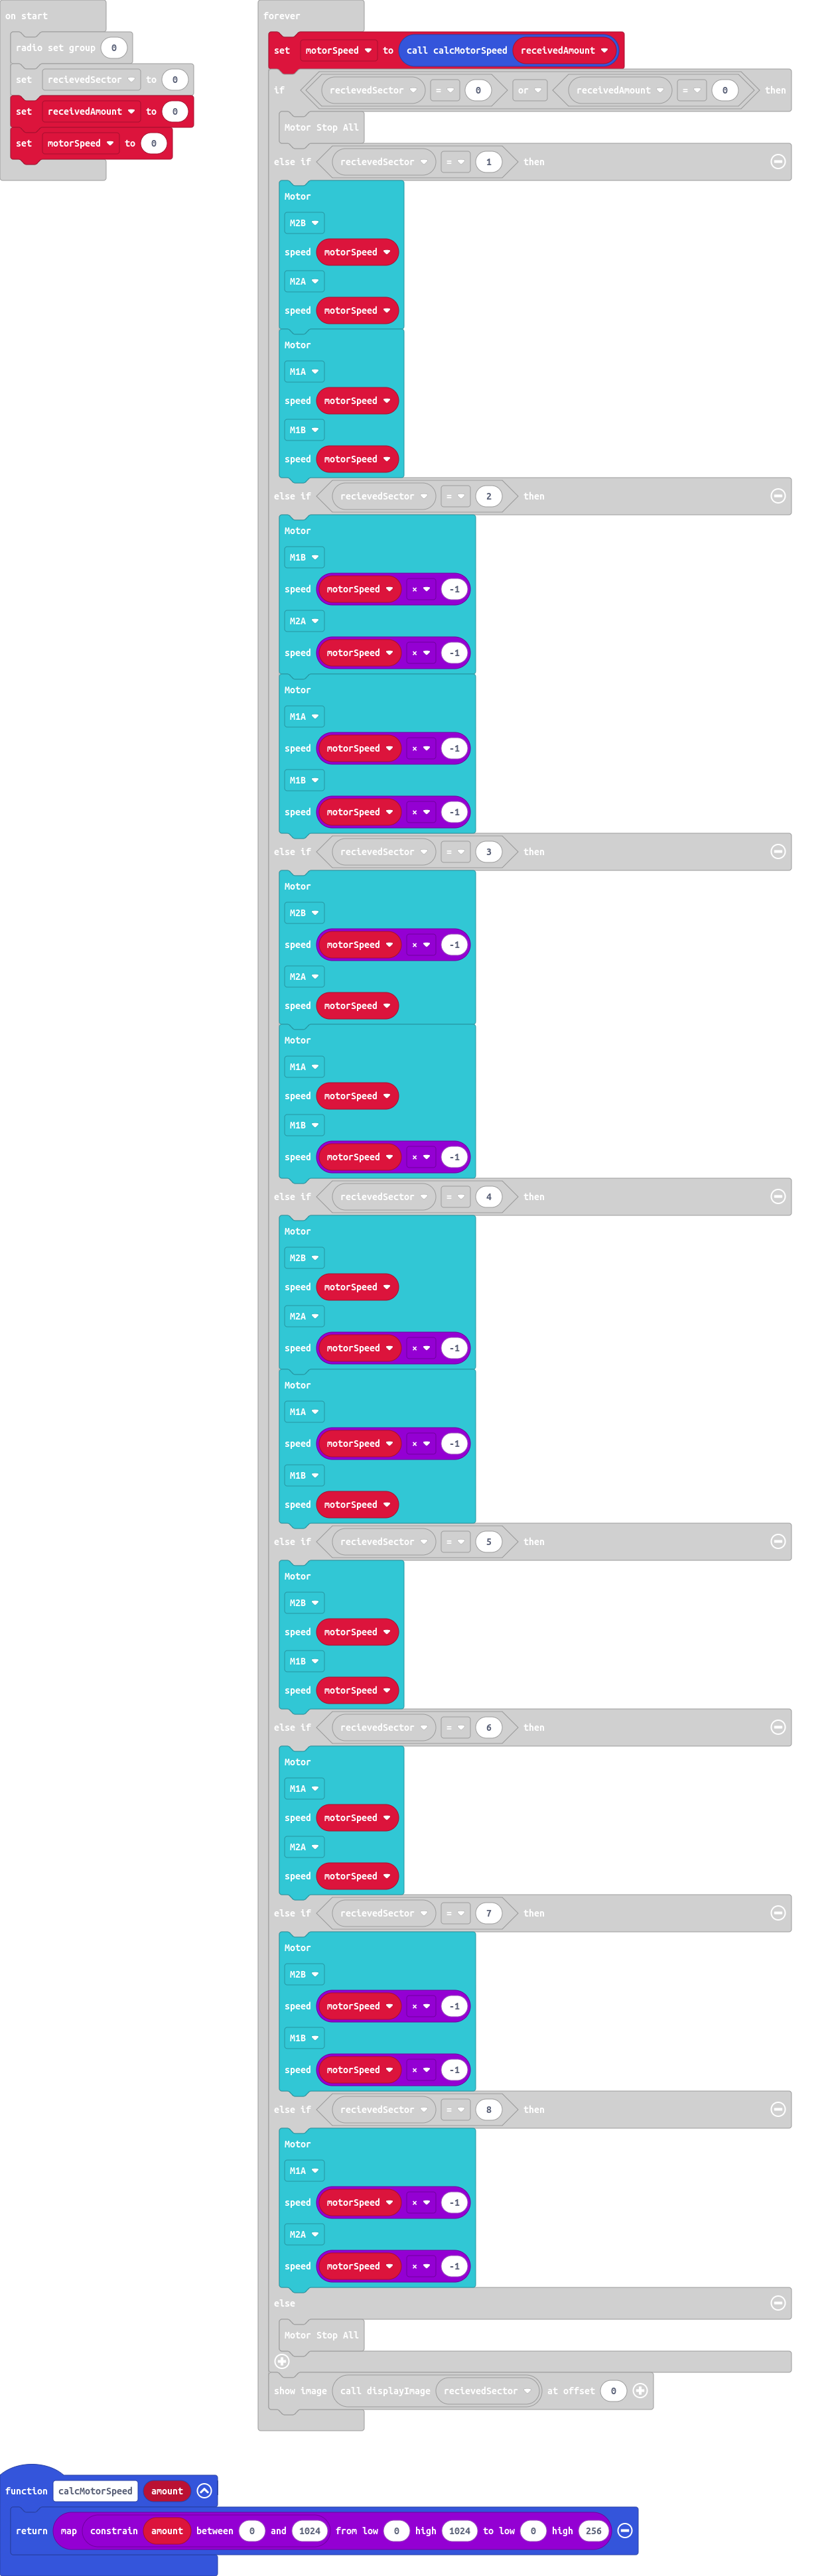 on start
radio set group 0
set recievedSector to 0
set receivedAmount to 0
set motorSpeed to 0
forever
set motorSpeed to call calcMotorSpeed receivedAmount
if recievedSector = 0 or receivedAmount = 0 then
Motor Stop All
else if recievedSector = 1 then
Motor
M2B
speed motorSpeed
M2A
speed motorSpeed
Motor
M1A
speed motorSpeed
M1B
speed motorSpeed
else if recievedSector = 2 then
Motor
M1B
speed motorSpeed × -1
M2A
speed motorSpeed × -1
Motor
M1A
speed motorSpeed × -1
M1B
speed motorSpeed × -1
else if recievedSector = 3 then
Motor
M2B
speed motorSpeed × -1
M2A
speed motorSpeed
Motor
M1A
speed motorSpeed
M1B
speed motorSpeed × -1
else if recievedSector = 4 then
Motor
M2B
speed motorSpeed
M2A
speed motorSpeed × -1
Motor
M1A
speed motorSpeed × -1
M1B
speed motorSpeed
else if recievedSector = 5 then
Motor
M2B
speed motorSpeed
M1B
speed motorSpeed
else if recievedSector = 6 then
Motor
M1A
speed motorSpeed
M2A
speed motorSpeed
else if recievedSector = 7 then
Motor
M2B
speed motorSpeed × -1
M1B
speed motorSpeed × -1
else if recievedSector = 8 then
Motor
M1A
speed motorSpeed × -1
M2A
speed motorSpeed × -1
else
Motor Stop All
show image call displayImage recievedSector at offset 0
function calcMotorSpeed amount
return map constrain amount between 0 and 1024 from low 0 high 1024 to low 0 high 256